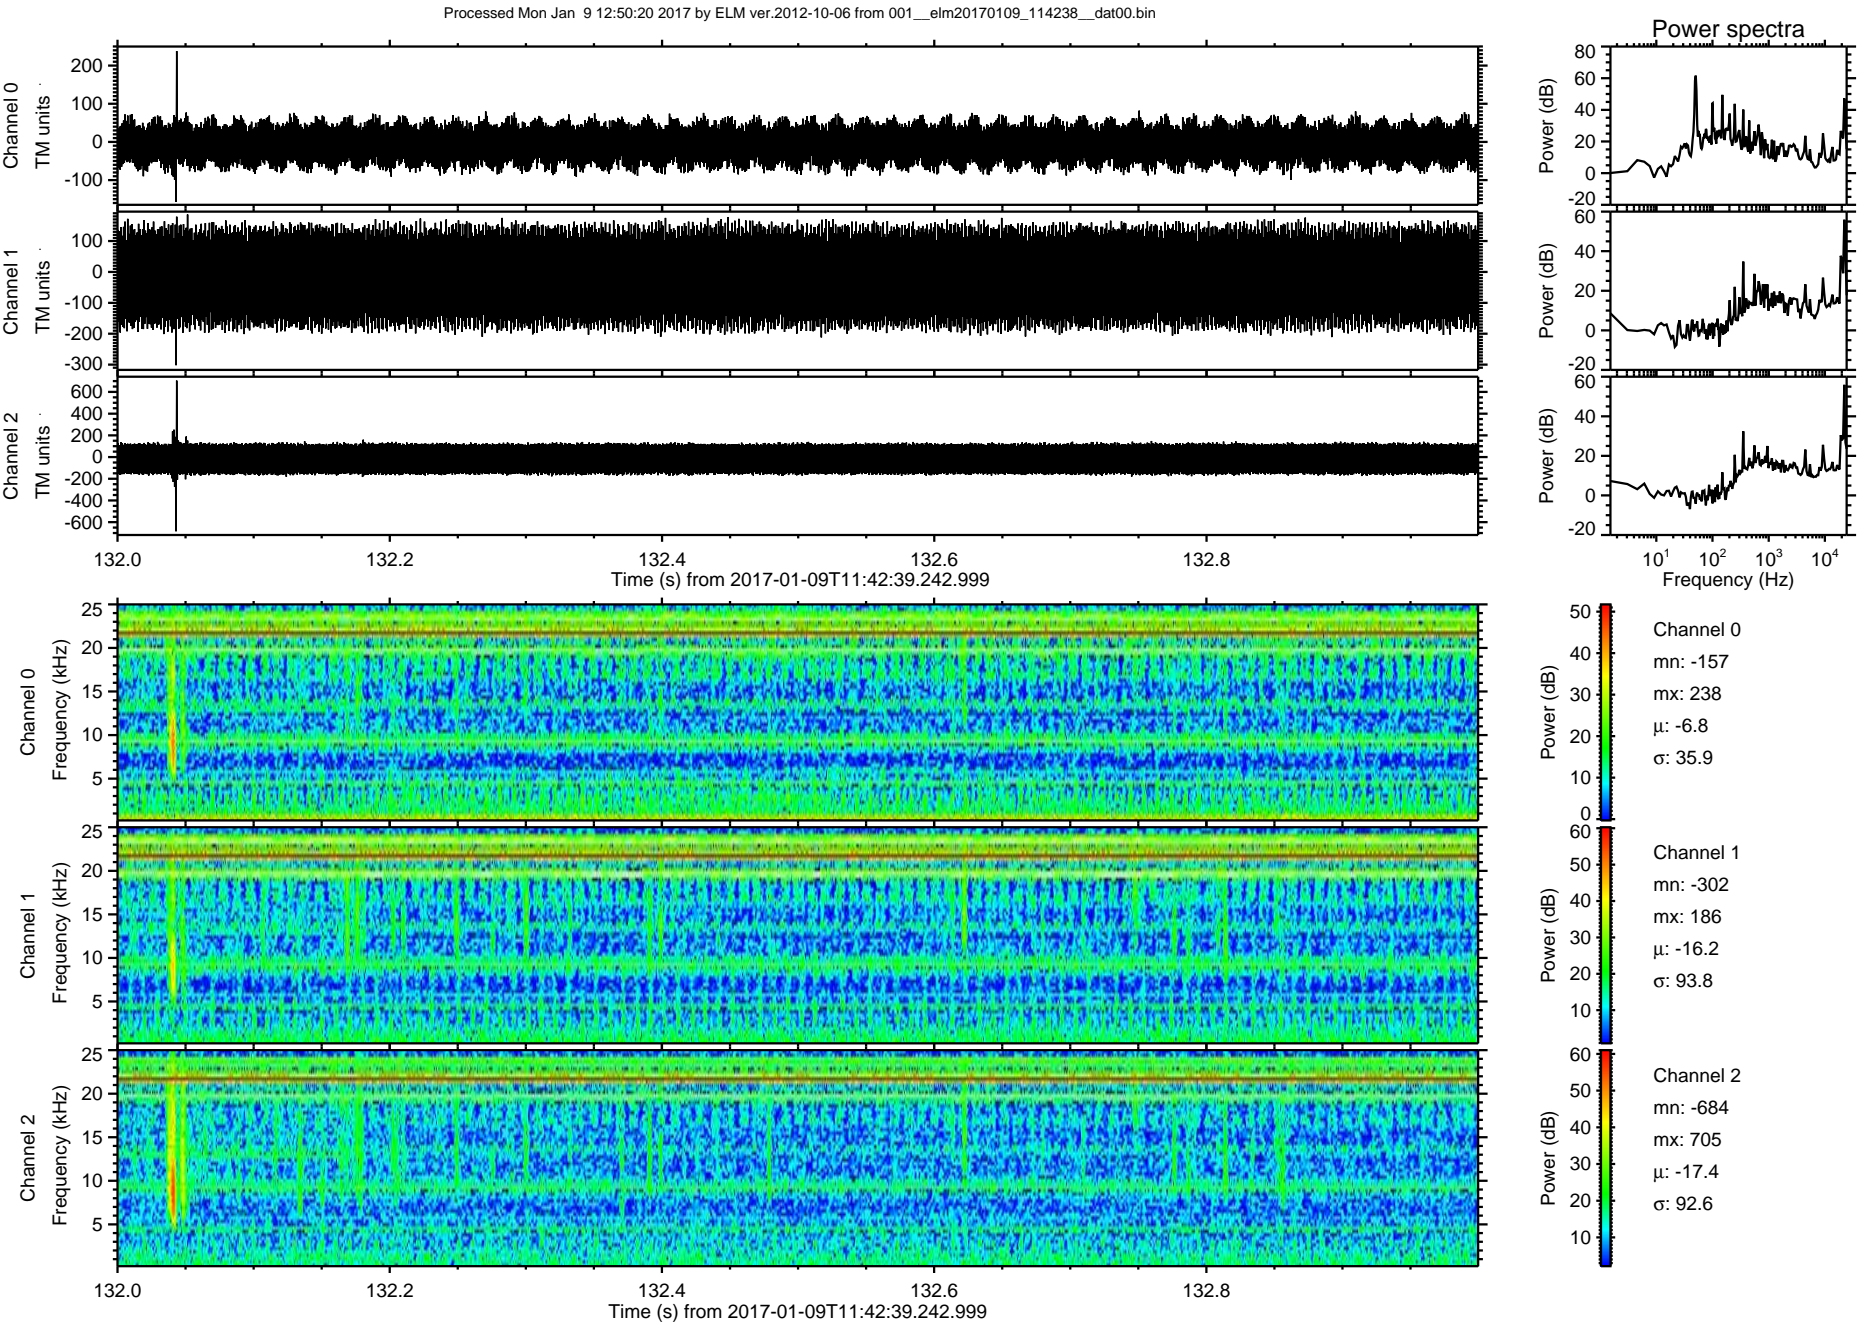 Processed Mon Jan 9 12:50:20 2017 by ELM ver.2012-10-06 from 001__elm20170109_114238__dat00.bin
Power spectra
Channel 0
TM units
200
100
0
-100
Power (dB)
80
60
40
20
0
-20
Channel 1
TM units
100
0
-100
-200
-300
Power (dB)
60
40
20
0
-20
Channel 2
TM units
600
400
200
0
-200
-400
-600
Power (dB)
60
40
20
0
-20
132.0 132.2 132.4 132.6 132.8
Time (s) from 2017-01-09T11:42:39.242.999
10^1 10^2 10^3 10^4
Frequency (Hz)
Channel 0
Frequency (kHz)
25
20
15
10
5
Power (dB)
50
40
30
20
10
0
Channel 0
mn: -157
mx: 238
μ: -6.8
σ: 35.9
Channel 1
Frequency (kHz)
25
20
15
10
5
Power (dB)
60
50
40
30
20
10
Channel 1
mn: -302
mx: 186
μ: -16.2
σ: 93.8
Channel 2
Frequency (kHz)
25
20
15
10
5
Power (dB)
60
50
40
30
20
10
Channel 2
mn: -684
mx: 705
μ: -17.4
σ: 92.6
132.0 132.2 132.4 132.6 132.8
Time (s) from 2017-01-09T11:42:39.242.999